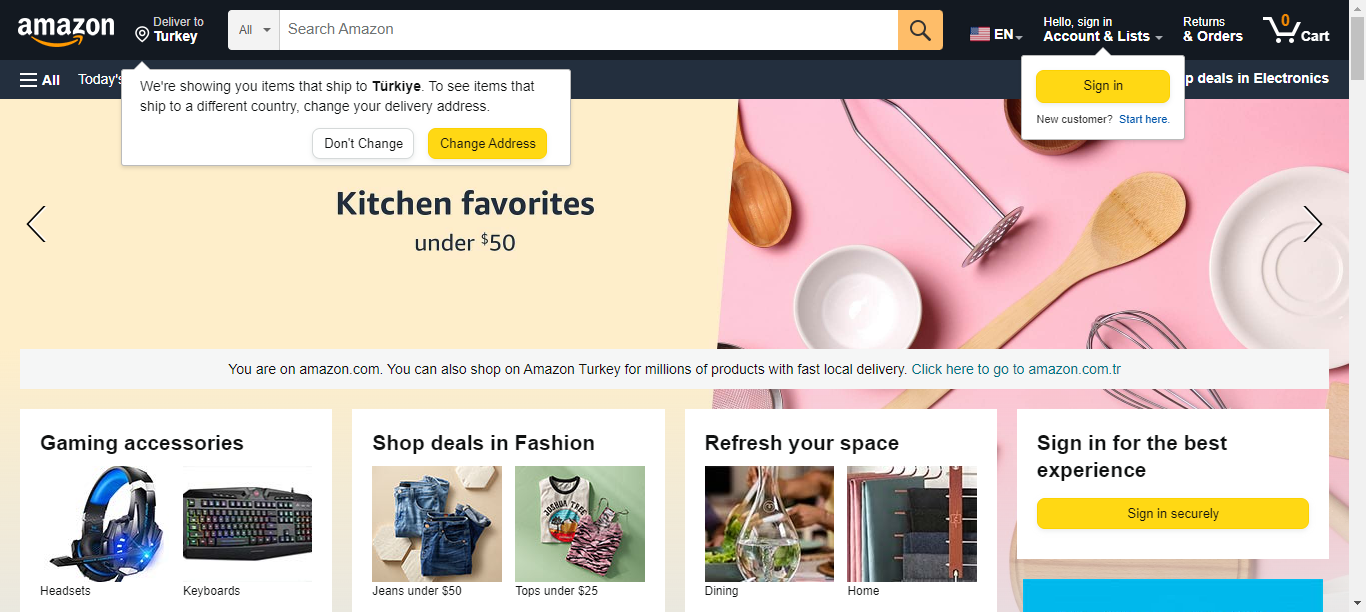 amazon
Deliver to
Turkey
All
Search Amazon
EN
Hello, sign in
Account & Lists
Returns
& Orders
0
Cart
All
Today's
p deals in Electronics
We're showing you items that ship to Türkiye. To see items that
ship to a different country, change your delivery address.
Don't Change
Change Address
Sign in
New customer? Start here.
Kitchen favorites
under $50
You are on amazon.com. You can also shop on Amazon Turkey for millions of products with fast local delivery. Click here to go to amazon.com.tr
Gaming accessories
Headsets
Keyboards
Shop deals in Fashion
JOSHUA TREE
Jeans under $50
Tops under $25
Refresh your space
Dining
Home
Sign in for the best
experience
Sign in securely